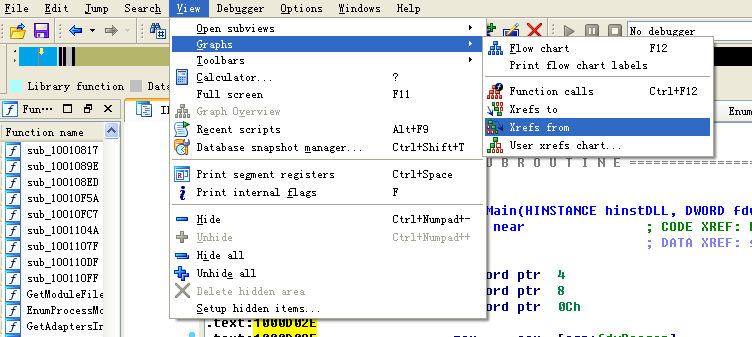 File Edit Jump Search View Debugger Options Windows Help
No debugger
Library function Data
Fun...
Function name
sub_10010817
sub_1001089E
sub_100108ED
sub_10010F5A
sub_10010FC7
sub_1001104A
sub_1001107F
sub_100110DF
sub_100110FF
GetModuleFile
EnumProcessMo
GetAdaptersIn
Open subviews
Graphs
Toolbars
Calculator... ?
Full screen F11
Graph Overview
Recent scripts Alt+F9
Database snapshot manager... Ctrl+Shift+T
Print segment registers Ctrl+Space
Print internal flags F
Hide Ctrl+Numpad+-
Unhide Ctrl+Numpad++
Hide all
Unhide all
Delete hidden area
Setup hidden items...
Flow chart F12
Print flow chart labels
Function calls Ctrl+F12
Xrefs to
Xrefs from
User xrefs chart...
Enum
B R O U T I N E
Main(HINSTANCE hinstDLL, DWORD fdw
near ; CODE XREF:
; DATA XREF:
ord ptr 4
ord ptr 8
ord ptr 0Ch
.text:1000D02E